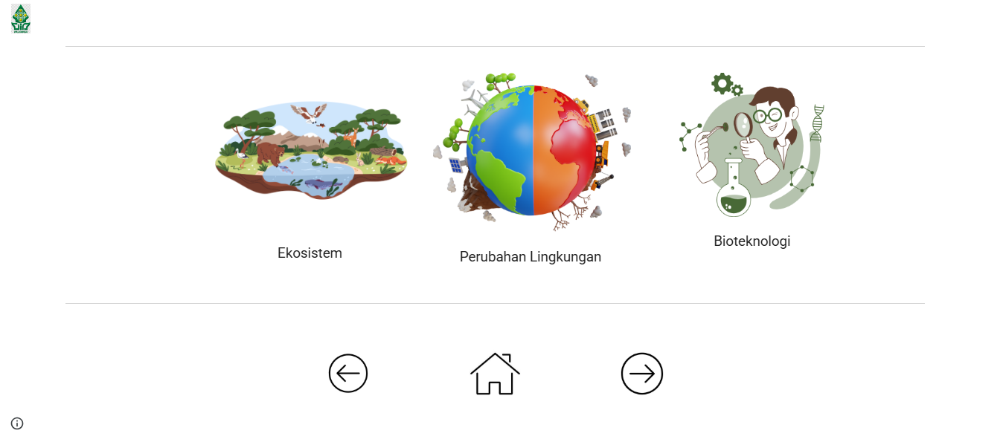 Ekosistem
Perubahan Lingkungan
Bioteknologi